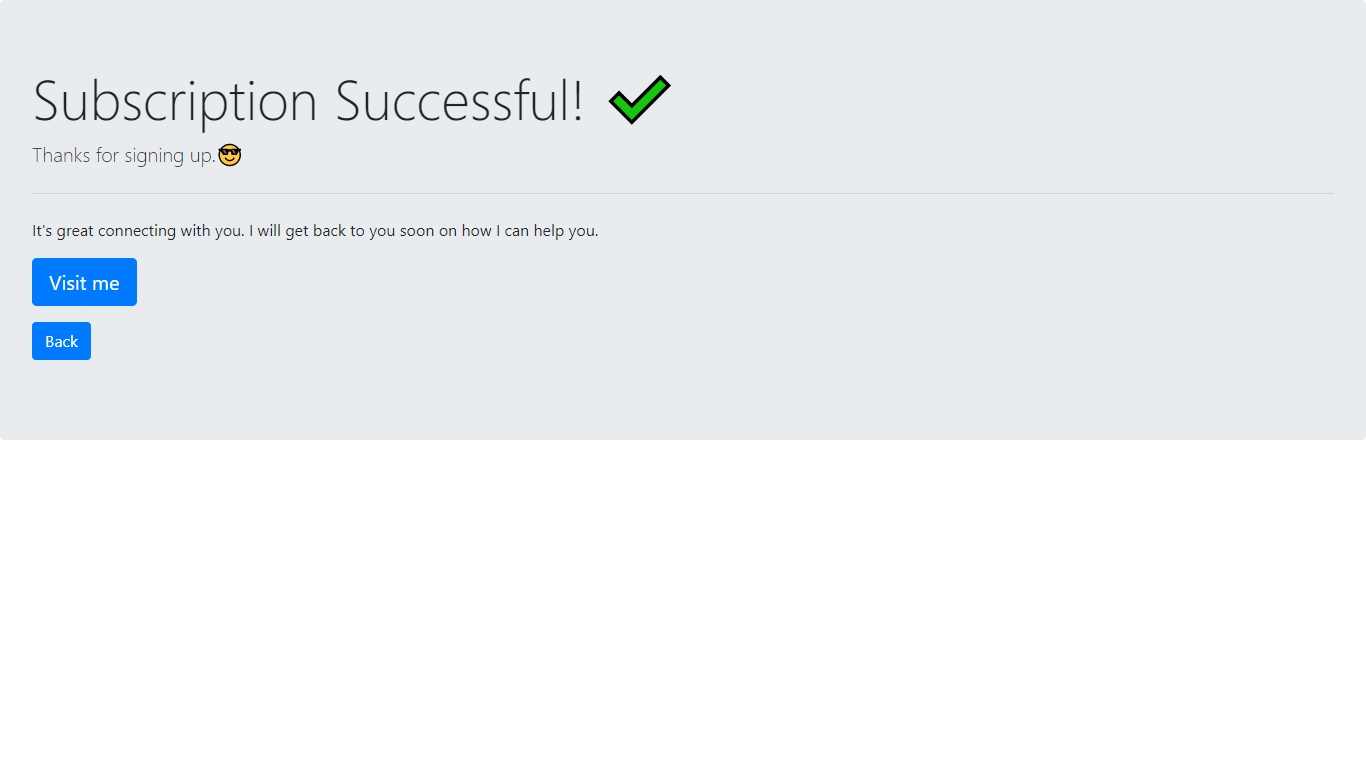 Subscription Successful! ✔
Thanks for signing up.😎
It's great connecting with you. I will get back to you soon on how I can help you.
Visit me
Back